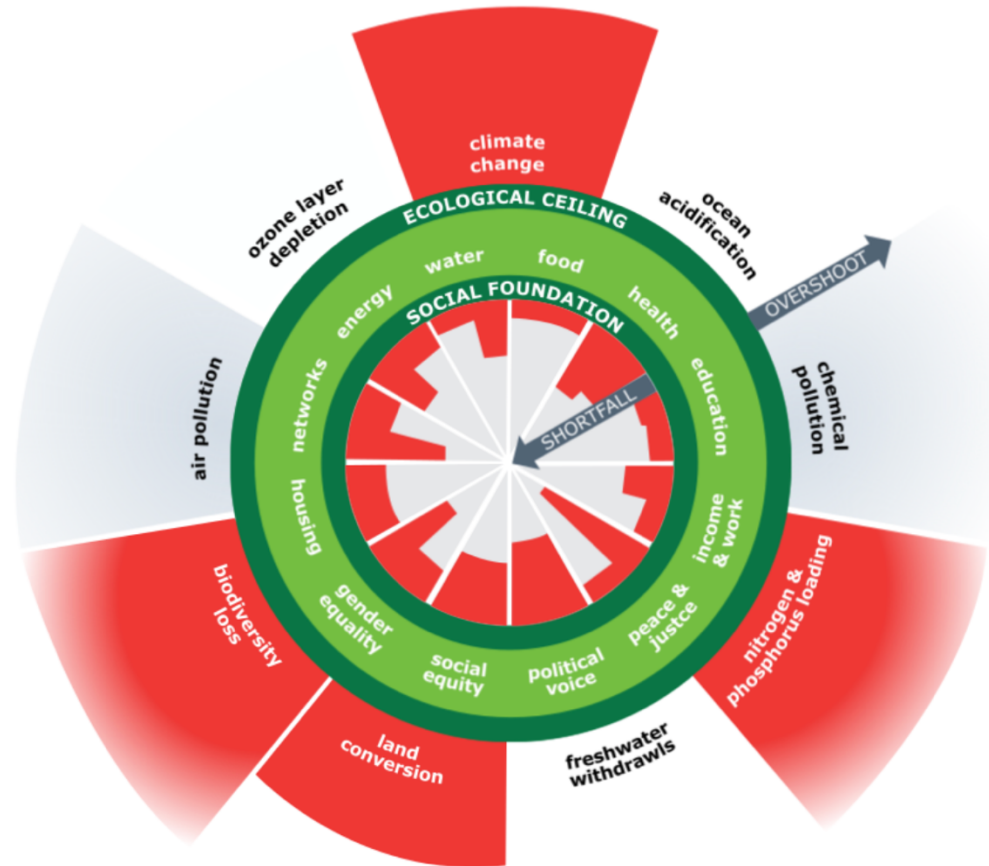 climate
change
ECOLOGICAL CEILING
ozone layer
depletion
ocean
acidification
OVERSHOOT
water
food
energy
health
SOCIAL FOUNDATION
networks
education
SHORTFALL
air pollution
chemical
pollution
housing
income
& work
gender
equality
peace &
justce
social
equity
political
voice
biodiversity
loss
nitrogen &
phosphorus loading
land
conversion
freshwater
withdrawls